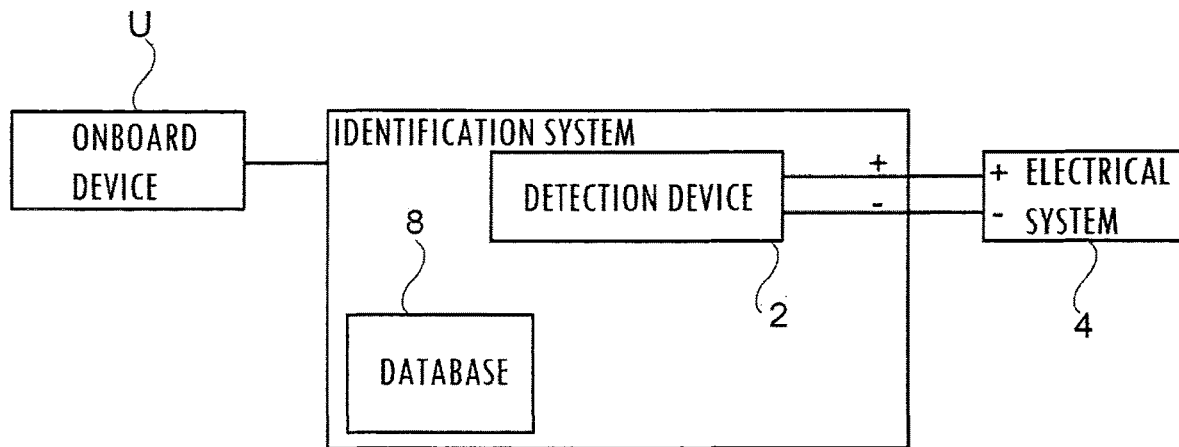 U
ONBOARD
DEVICE
IDENTIFICATION SYSTEM
DETECTION DEVICE
+
-
+ ELECTRICAL
- SYSTEM
8
2
4
DATABASE